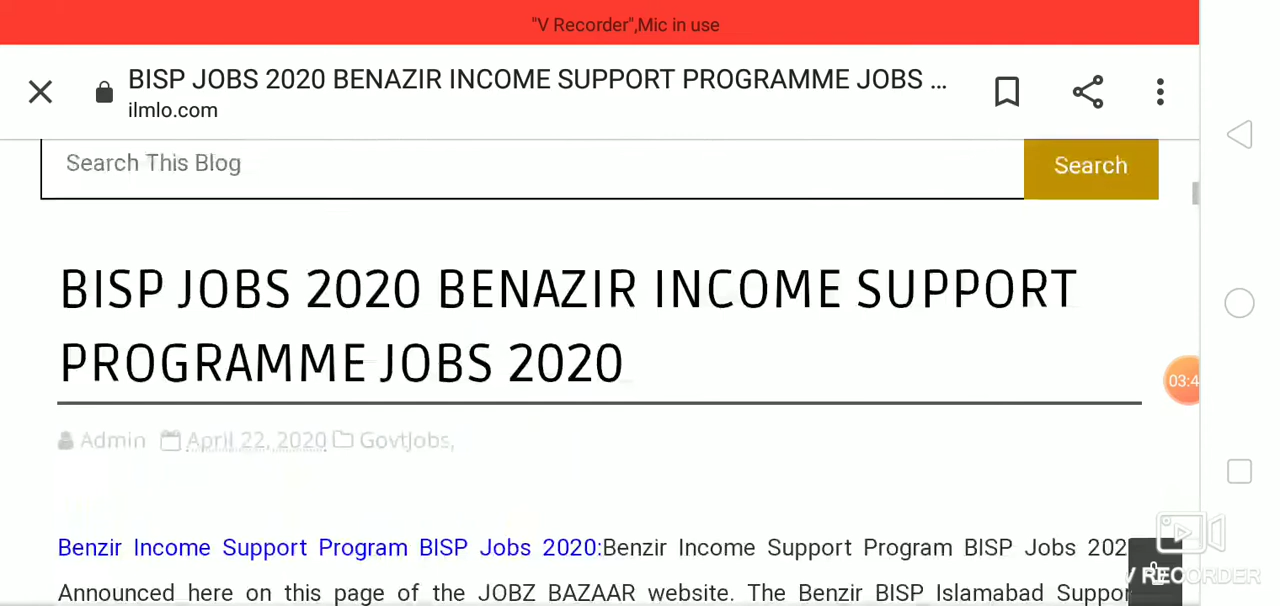 "V Recorder",Mic in use
BISP JOBS 2020 BENAZIR INCOME SUPPORT PROGRAMME JOBS ...
ilmlo.com
Search This Blog
Search
BISP JOBS 2020 BENAZIR INCOME SUPPORT
PROGRAMME JOBS 2020
03:4
Admin April 22, 2020 GovtJobs,
Benzir Income Support Program BISP Jobs 2020:Benzir Income Support Program BISP Jobs 202
Announced here on this page of the JOBZ BAZAAR website. The Benzir BISP Islamabad Suppor
V RECORDER